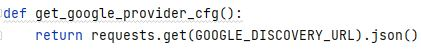 def get_google_provider_cfg():
    return requests.get(GOOGLE_DISCOVERY_URL).json()